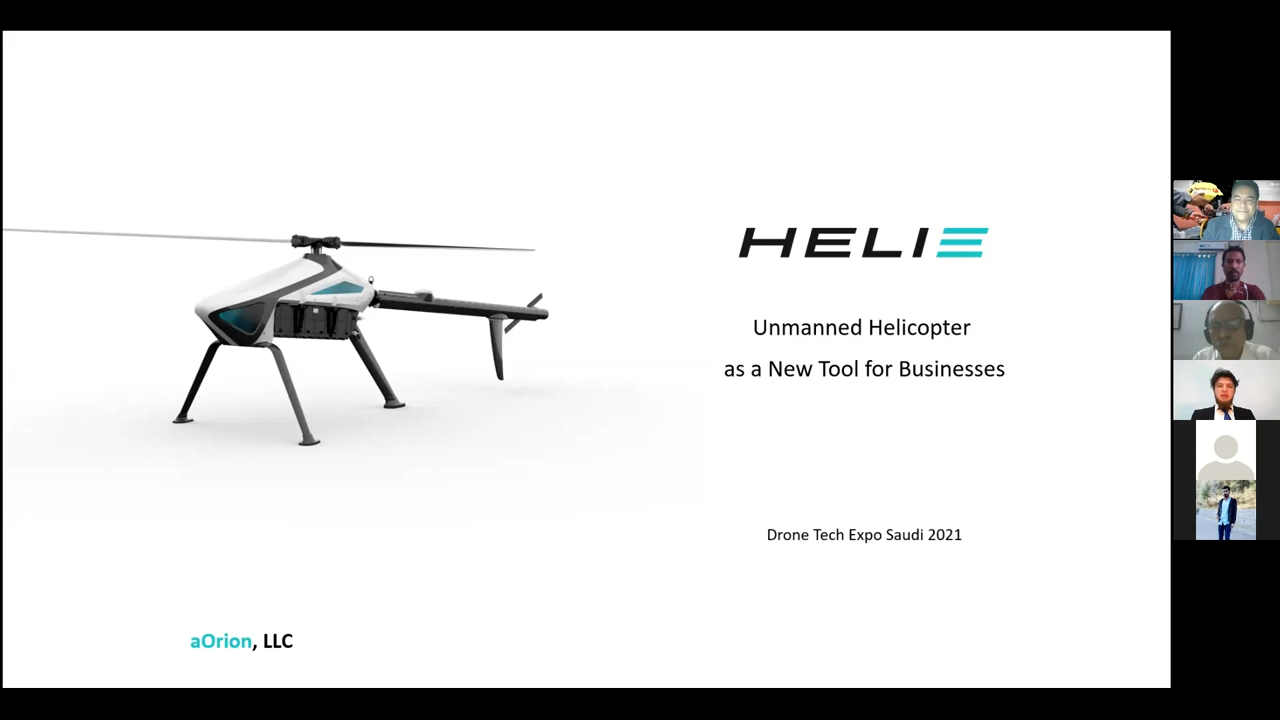 HELIE
Unmanned Helicopter
as a New Tool for Businesses
Drone Tech Expo Saudi 2021
aOrion, LLC